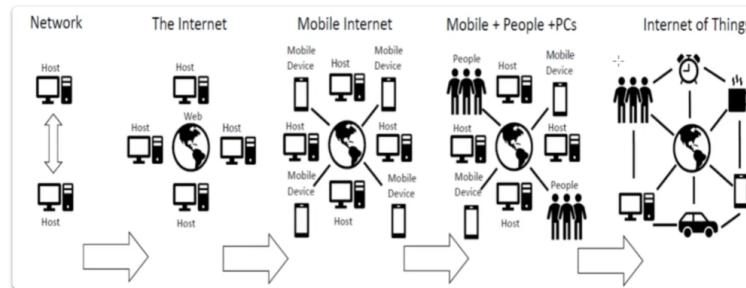 Network
The Internet
Mobile Internet
Mobile + People +PCs
Internet of Thing
Host
Host
Host
Web
Host
Host
Host
Mobile
Device
Host
Mobile
Device
Host
Host
Mobile
Device
Mobile
Device
Host
People
Host
Mobile
Device
Host
Host
Mobile
Device
Host
People